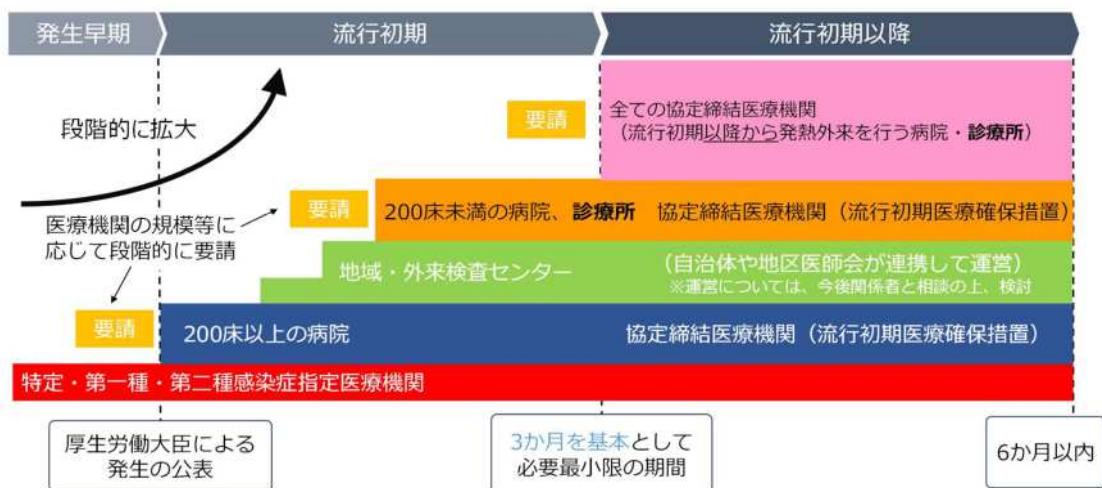 発生早期
流行初期
流行初期以降
段階的に拡大
要請
全ての協定締結医療機関
（流行初期以降から発熱外来を行う病院・診療所）
医療機関の規模等に
応じて段階的に要請
要請
200床未満の病院、診療所　協定締結医療機関（流行初期医療確保措置）
地域・外来検査センター
（自治体や地区医師会が連携して運営）
※運営については、今後関係者と相談の上、検討
要請
200床以上の病院
協定締結医療機関（流行初期医療確保措置）
特定・第一種・第二種感染症指定医療機関
厚生労働大臣による
発生の公表
3か月を基本として
必要最小限の期間
6か月以内